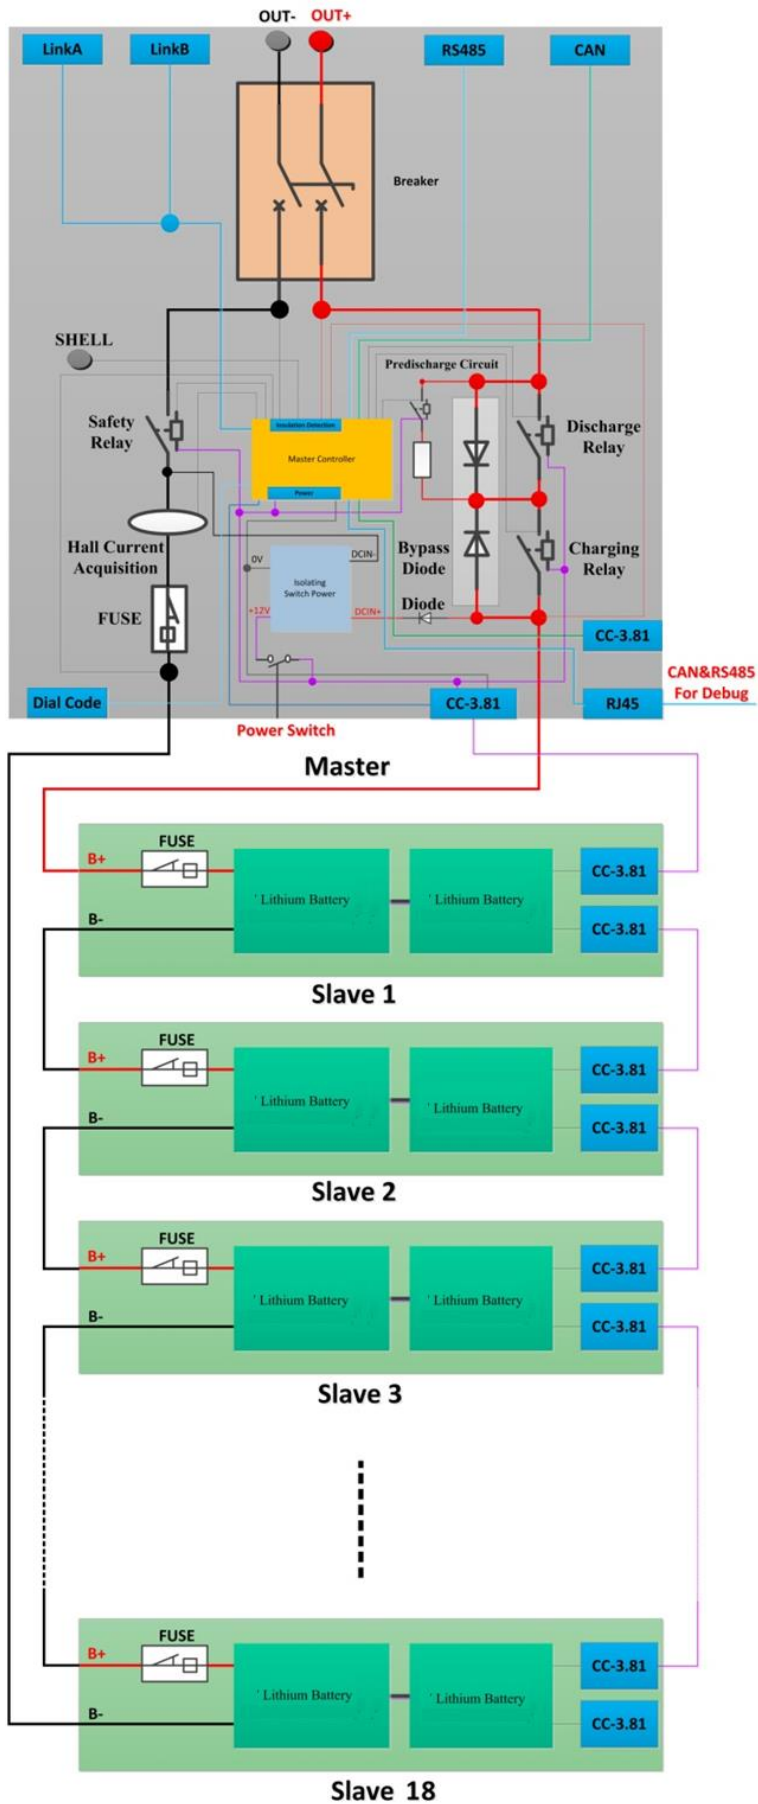 OUT- OUT+
LinkA LinkB RS485 CAN
Breaker
SHELL
Predischarge Circuit
Safety
Relay
Insulation Detection
Master Controller
Power
Discharge
Relay
Hall Current
Acquisition
0V DCIN-
Isolating
Switch Power
+12V DCIN+
Bypass
Diode
Diode
Charging
Relay
FUSE
CC-3.81
CAN&RS485
For Debug
Dial Code CC-3.81 RJ45
Power Switch
Master
FUSE
B+
' Lithium Battery ' Lithium Battery
CC-3.81
B-
CC-3.81
Slave 1
FUSE
B+
' Lithium Battery ' Lithium Battery
CC-3.81
B-
CC-3.81
Slave 2
FUSE
B+
' Lithium Battery ' Lithium Battery
CC-3.81
B-
CC-3.81
Slave 3
FUSE
B+
' Lithium Battery ' Lithium Battery
CC-3.81
B-
CC-3.81
Slave 18